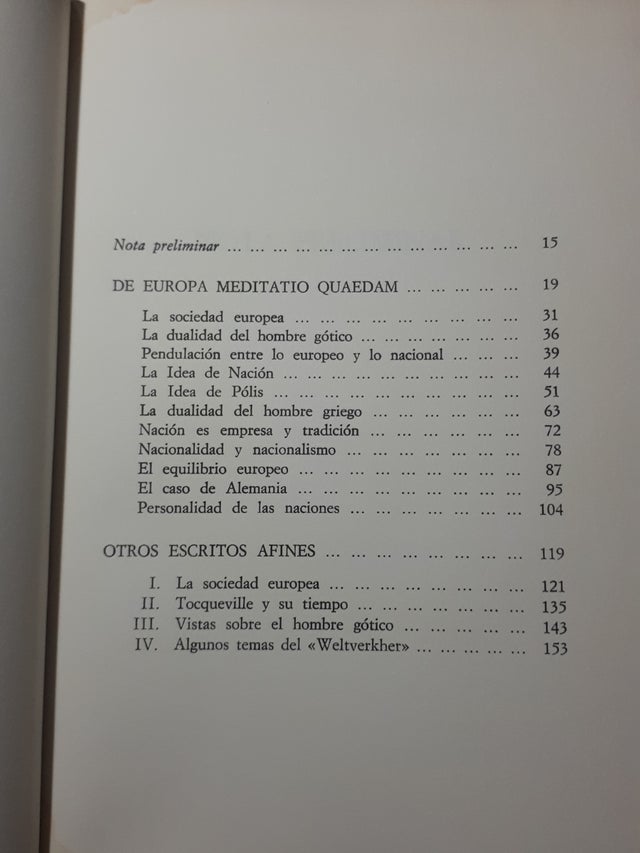 Nota preliminar ... ... ... ... ... ... ... ... ... ... ... ... ... 15
DE EUROPA MEDITATIO QUAEDAM ... ... ... ... ... 19
La sociedad europea ... ... ... ... ... ... ... ... ... ... 31
La dualidad del hombre gótico ... ... ... ... ... ... ... 36
Pendulación entre lo europeo y lo nacional ... ... ... 39
La Idea de Nación ... ... ... ... ... ... ... ... ... ... 44
La Idea de Pólis ... ... ... ... ... ... ... ... ... ... ... 51
La dualidad del hombre griego ... ... ... ... ... ... ... 63
Nación es empresa y tradición ... ... ... ... ... ... ... 72
Nacionalidad y nacionalismo ... ... ... ... ... ... ... ... 78
El equilibrio europeo ... ... ... ... ... ... ... ... ... ... 87
El caso de Alemania ... ... ... ... ... ... ... ... ... ... 95
Personalidad de las naciones ... ... ... ... ... ... ... ... 104
OTROS ESCRITOS AFINES ... ... ... ... ... ... ... ... ... 119
I. La sociedad europea ... ... ... ... ... ... ... ... ... 121
II. Tocqueville y su tiempo ... ... ... ... ... ... ... ... 135
III. Vistas sobre el hombre gótico ... ... ... ... ... ... 143
IV. Algunos temas del «Weltverkher» ... ... ... ... ... 153